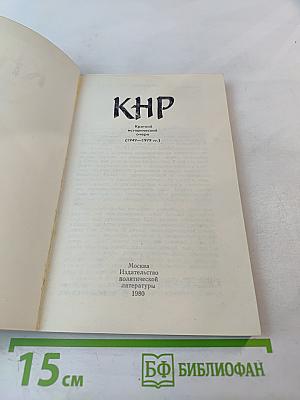 КНР
Краткий
исторический
очерк
(1949—1979 гг.)
Москва
Издательство
политической
литературы
1980
15 см
БФ БИБЛИОФАН